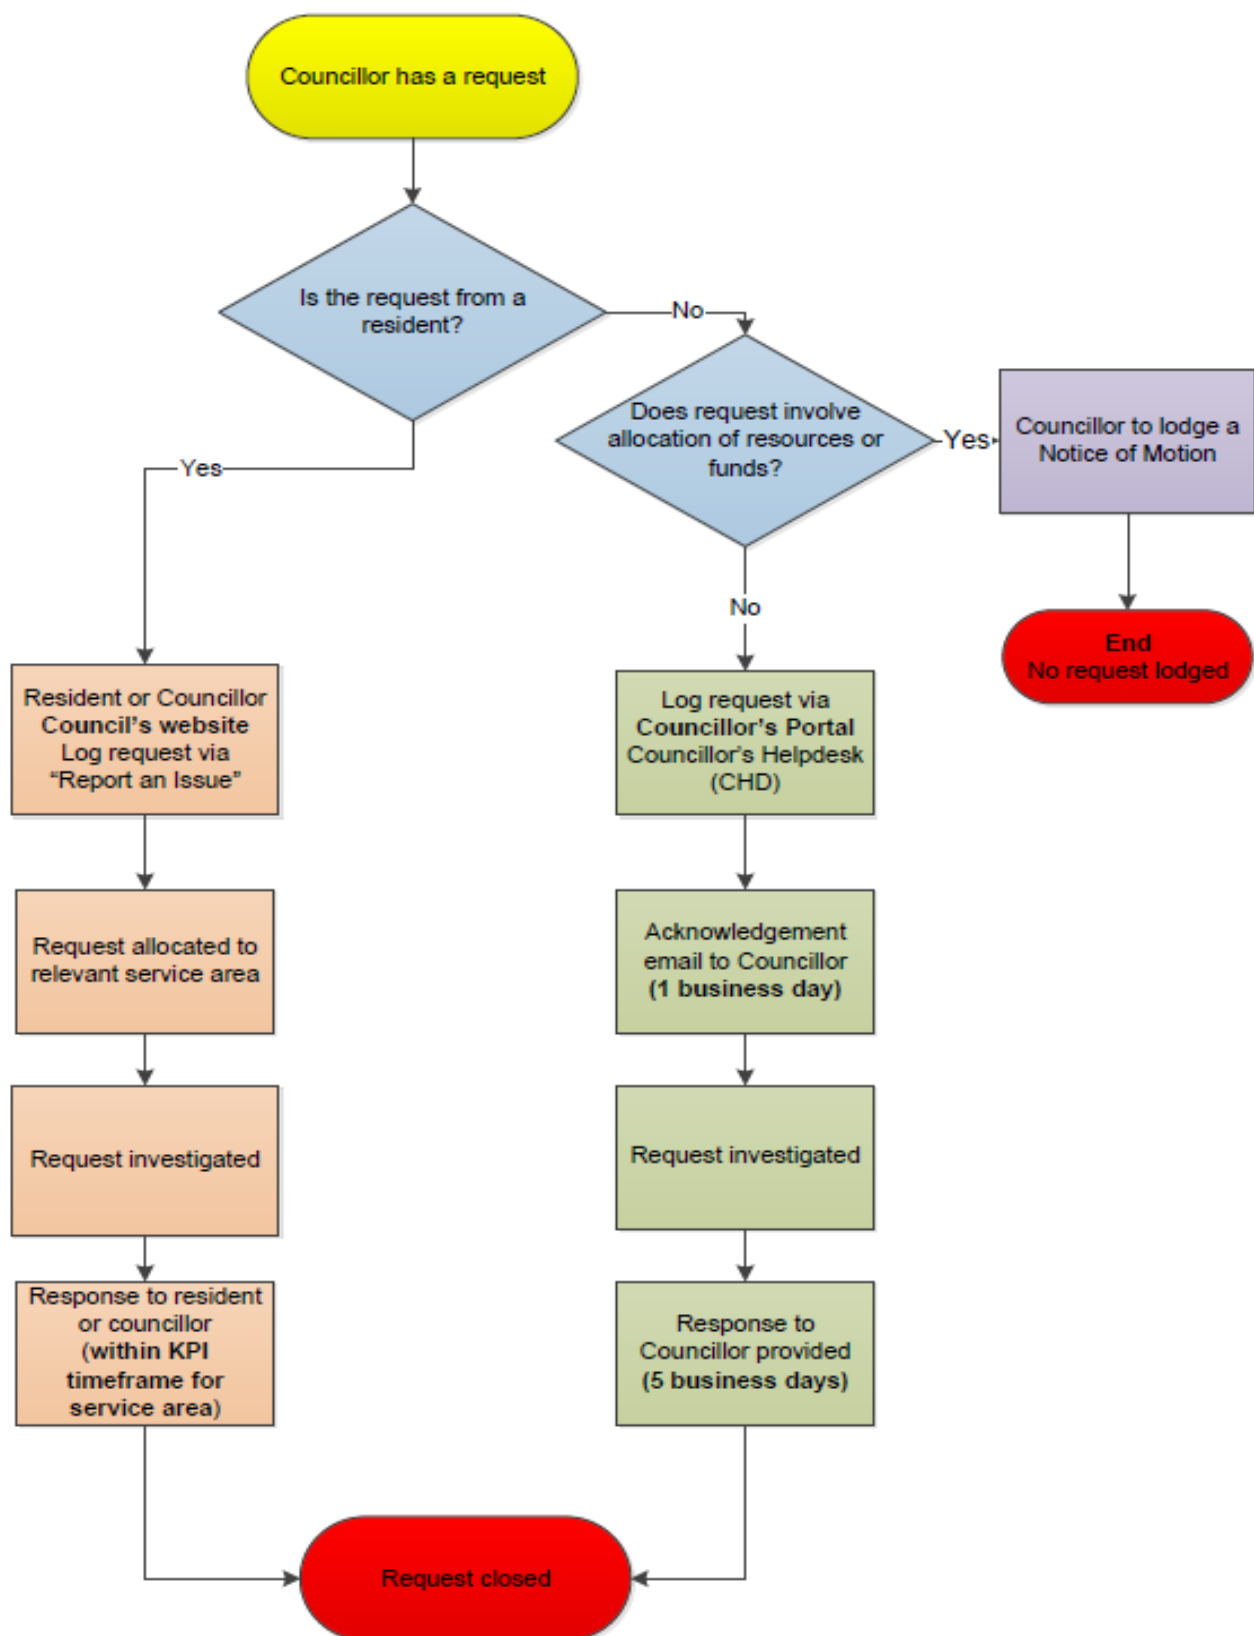 Councillor has a request
Is the request from a
resident?
No
Yes
Does request involve
allocation of resources or
funds?
Yes
Councillor to lodge a
Notice of Motion
No
End
No request lodged
Resident or Councillor
Council's website
Log request via
“Report an Issue”
Log request via
Councillor's Portal
Councillor's Helpdesk
(CHD)
Request allocated to
relevant service area
Acknowledgement
email to Councillor
(1 business day)
Request investigated
Request investigated
Response to resident
or councillor
(within KPI
timeframe for
service area)
Response to
Councillor provided
(5 business days)
Request closed